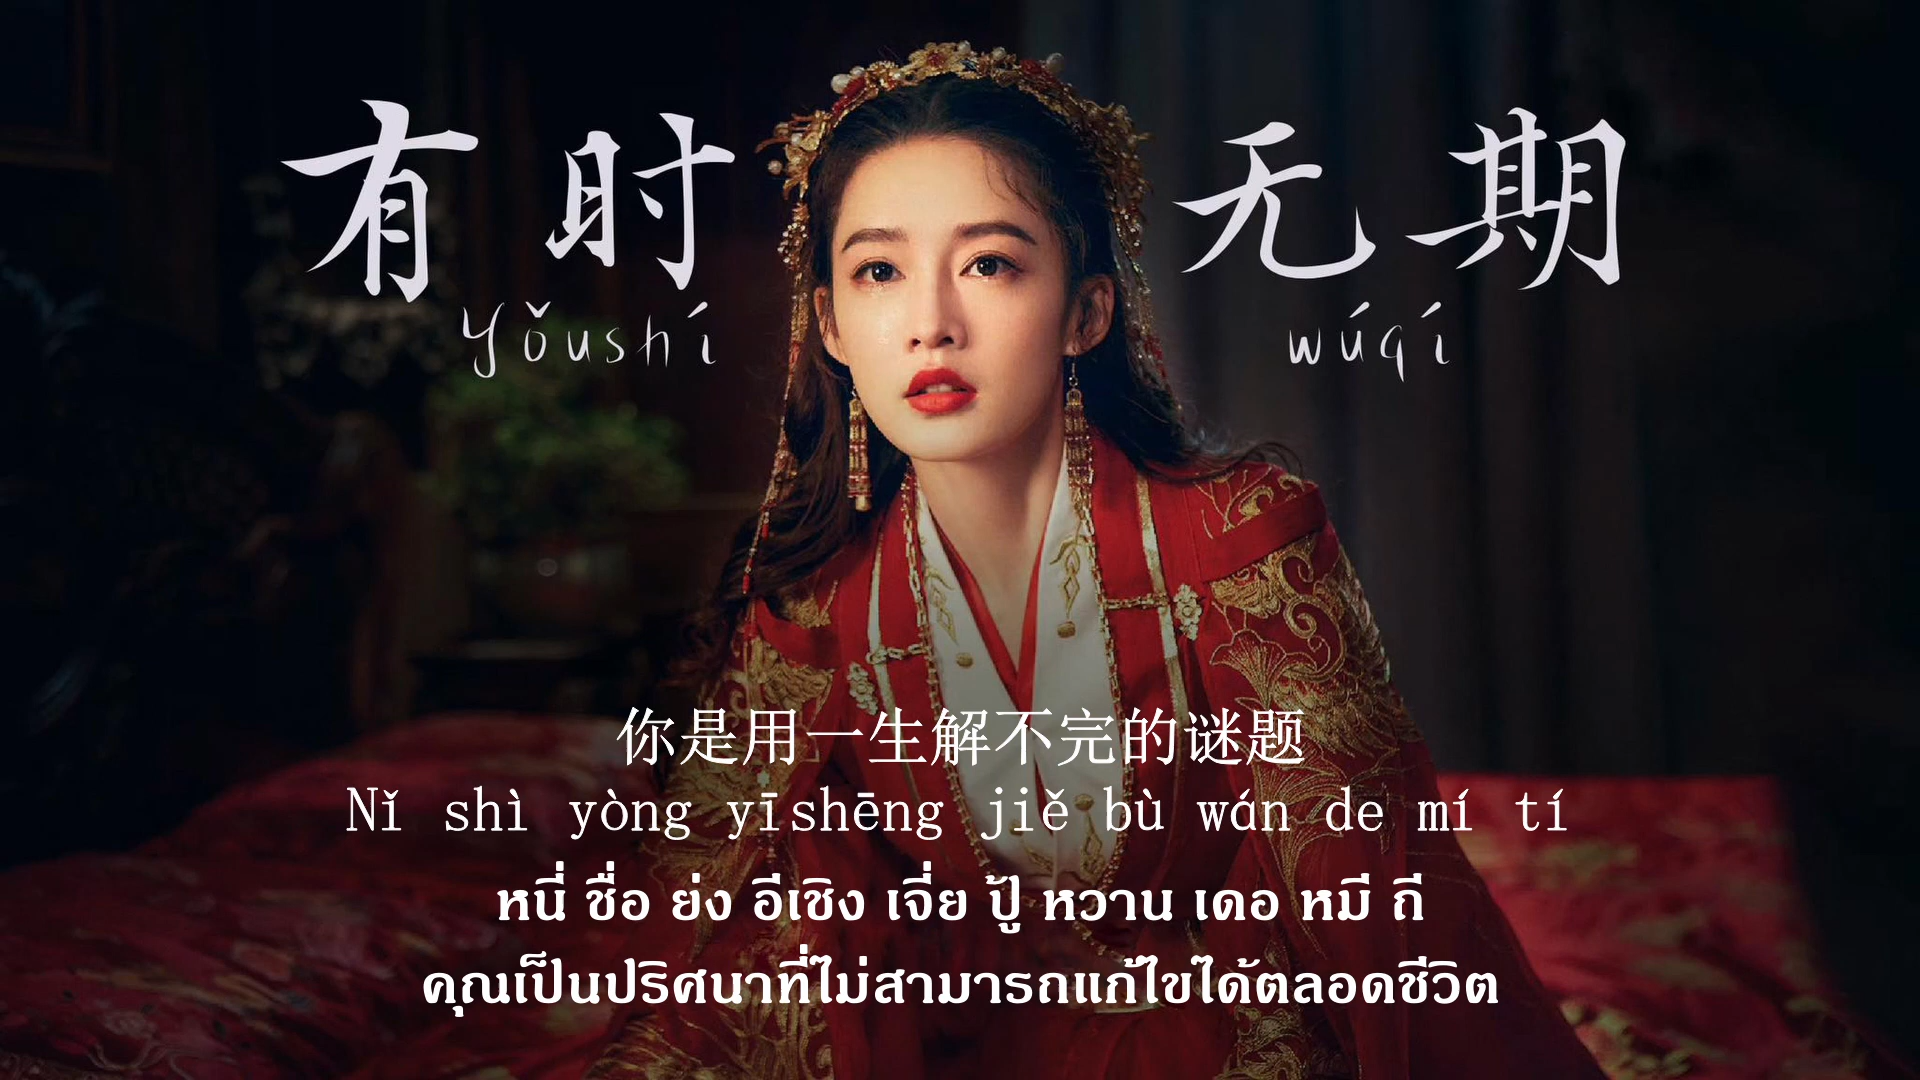 有时 无期
Yǒushí wúqí
你是用一生解不完的谜题
Nǐ shì yòng yīshēng jiě bù wán de mí tí
หนี่ ชื่อ ย่ง อีเชิง เจี่ย ปู้ หวาน เดอ หมี ถี
คุณเป็นปริศนาที่ไม่สามารถแก้ไขได้ตลอดชีวิต